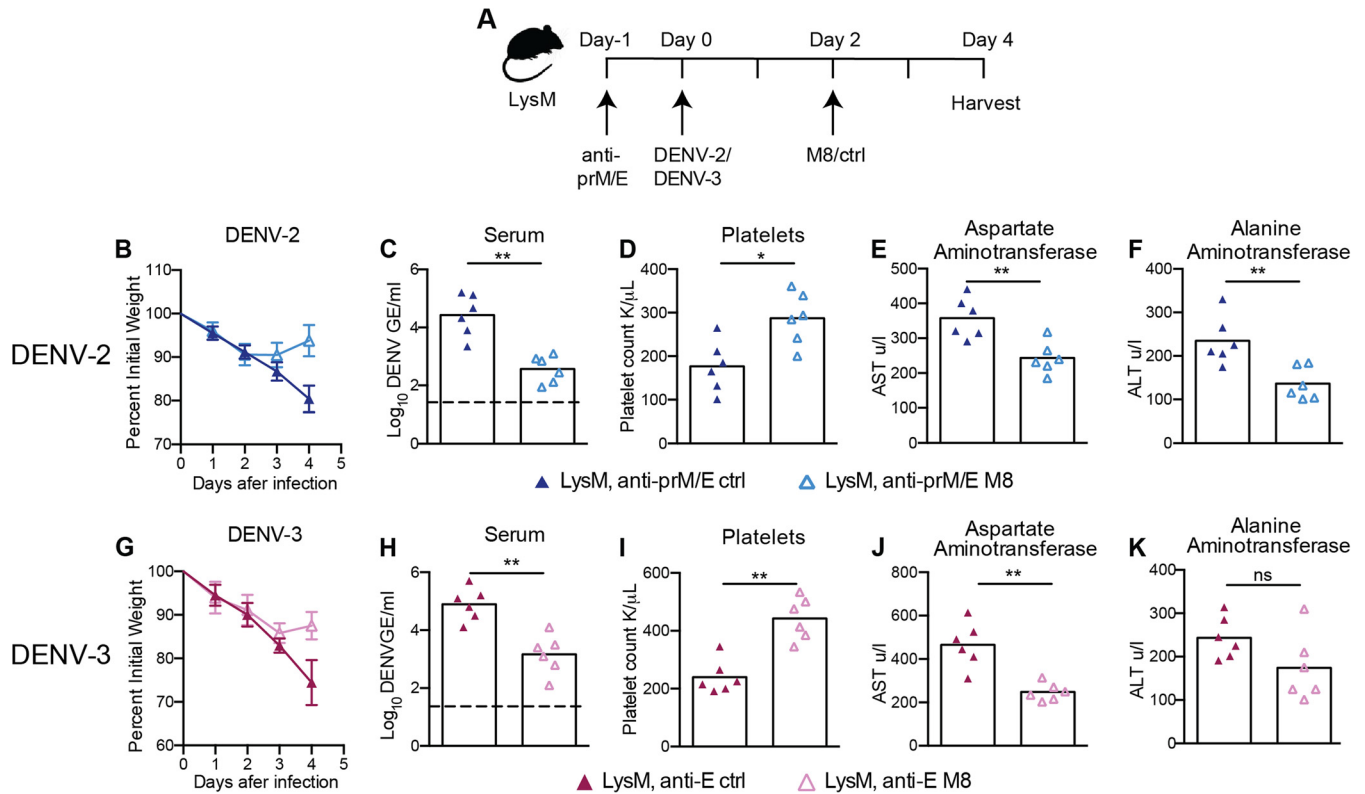 A
Day-1 Day 0 Day 2 Day 4
LysM
Harvest
anti-
prM/E
DENV-2/
DENV-3
M8/ctrl
DENV-2
B
DENV-2
Percent Initial Weight
110
100
90
80
70
0 1 2 3 4 5
Days afer infection
C
Serum
**
Log10 DENV GE/ml
6
4
2
0
D
Platelets
*
Platelet count K/µL
400
300
200
100
0
E
Aspartate
Aminotransferase
**
AST u/l
500
400
300
200
100
0
F
Alanine
Aminotransferase
**
ALT u/l
400
300
200
100
0
LysM, anti-prM/E ctrl
LysM, anti-prM/E M8
DENV-3
G
DENV-3
Percent Initial Weight
100
90
80
70
60
0 1 2 3 4 5
Days afer infection
H
Serum
**
Log10 DENVGE/ml
6
4
2
0
I
Platelets
**
Platelet count K/µL
600
400
200
0
J
Aspartate
Aminotransferase
**
AST u/l
800
600
400
200
0
K
Alanine
Aminotransferase
ns
ALT u/l
400
300
200
100
0
LysM, anti-E ctrl
LysM, anti-E M8